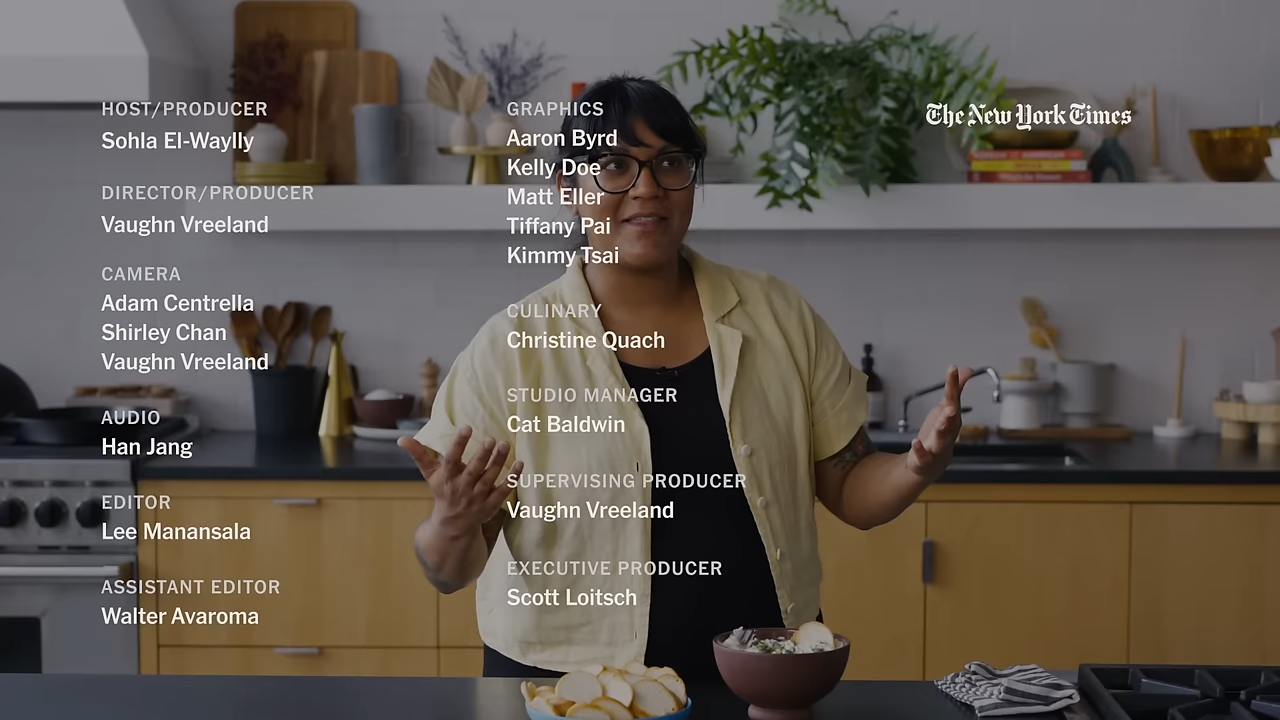 HOST/PRODUCER
Sohla El-Waylly
DIRECTOR/PRODUCER
Vaughn Vreeland
CAMERA
Adam Centrella
Shirley Chan
Vaughn Vreeland
AUDIO
Han Jang
EDITOR
Lee Manansala
ASSISTANT EDITOR
Walter Avaroma
GRAPHICS
Aaron Byrd
Kelly Doe
Matt Eller
Tiffany Pai
Kimmy Tsai
CULINARY
Christine Quach
STUDIO MANAGER
Cat Baldwin
SUPERVISING PRODUCER
Vaughn Vreeland
EXECUTIVE PRODUCER
Scott Loitsch
The New York Times